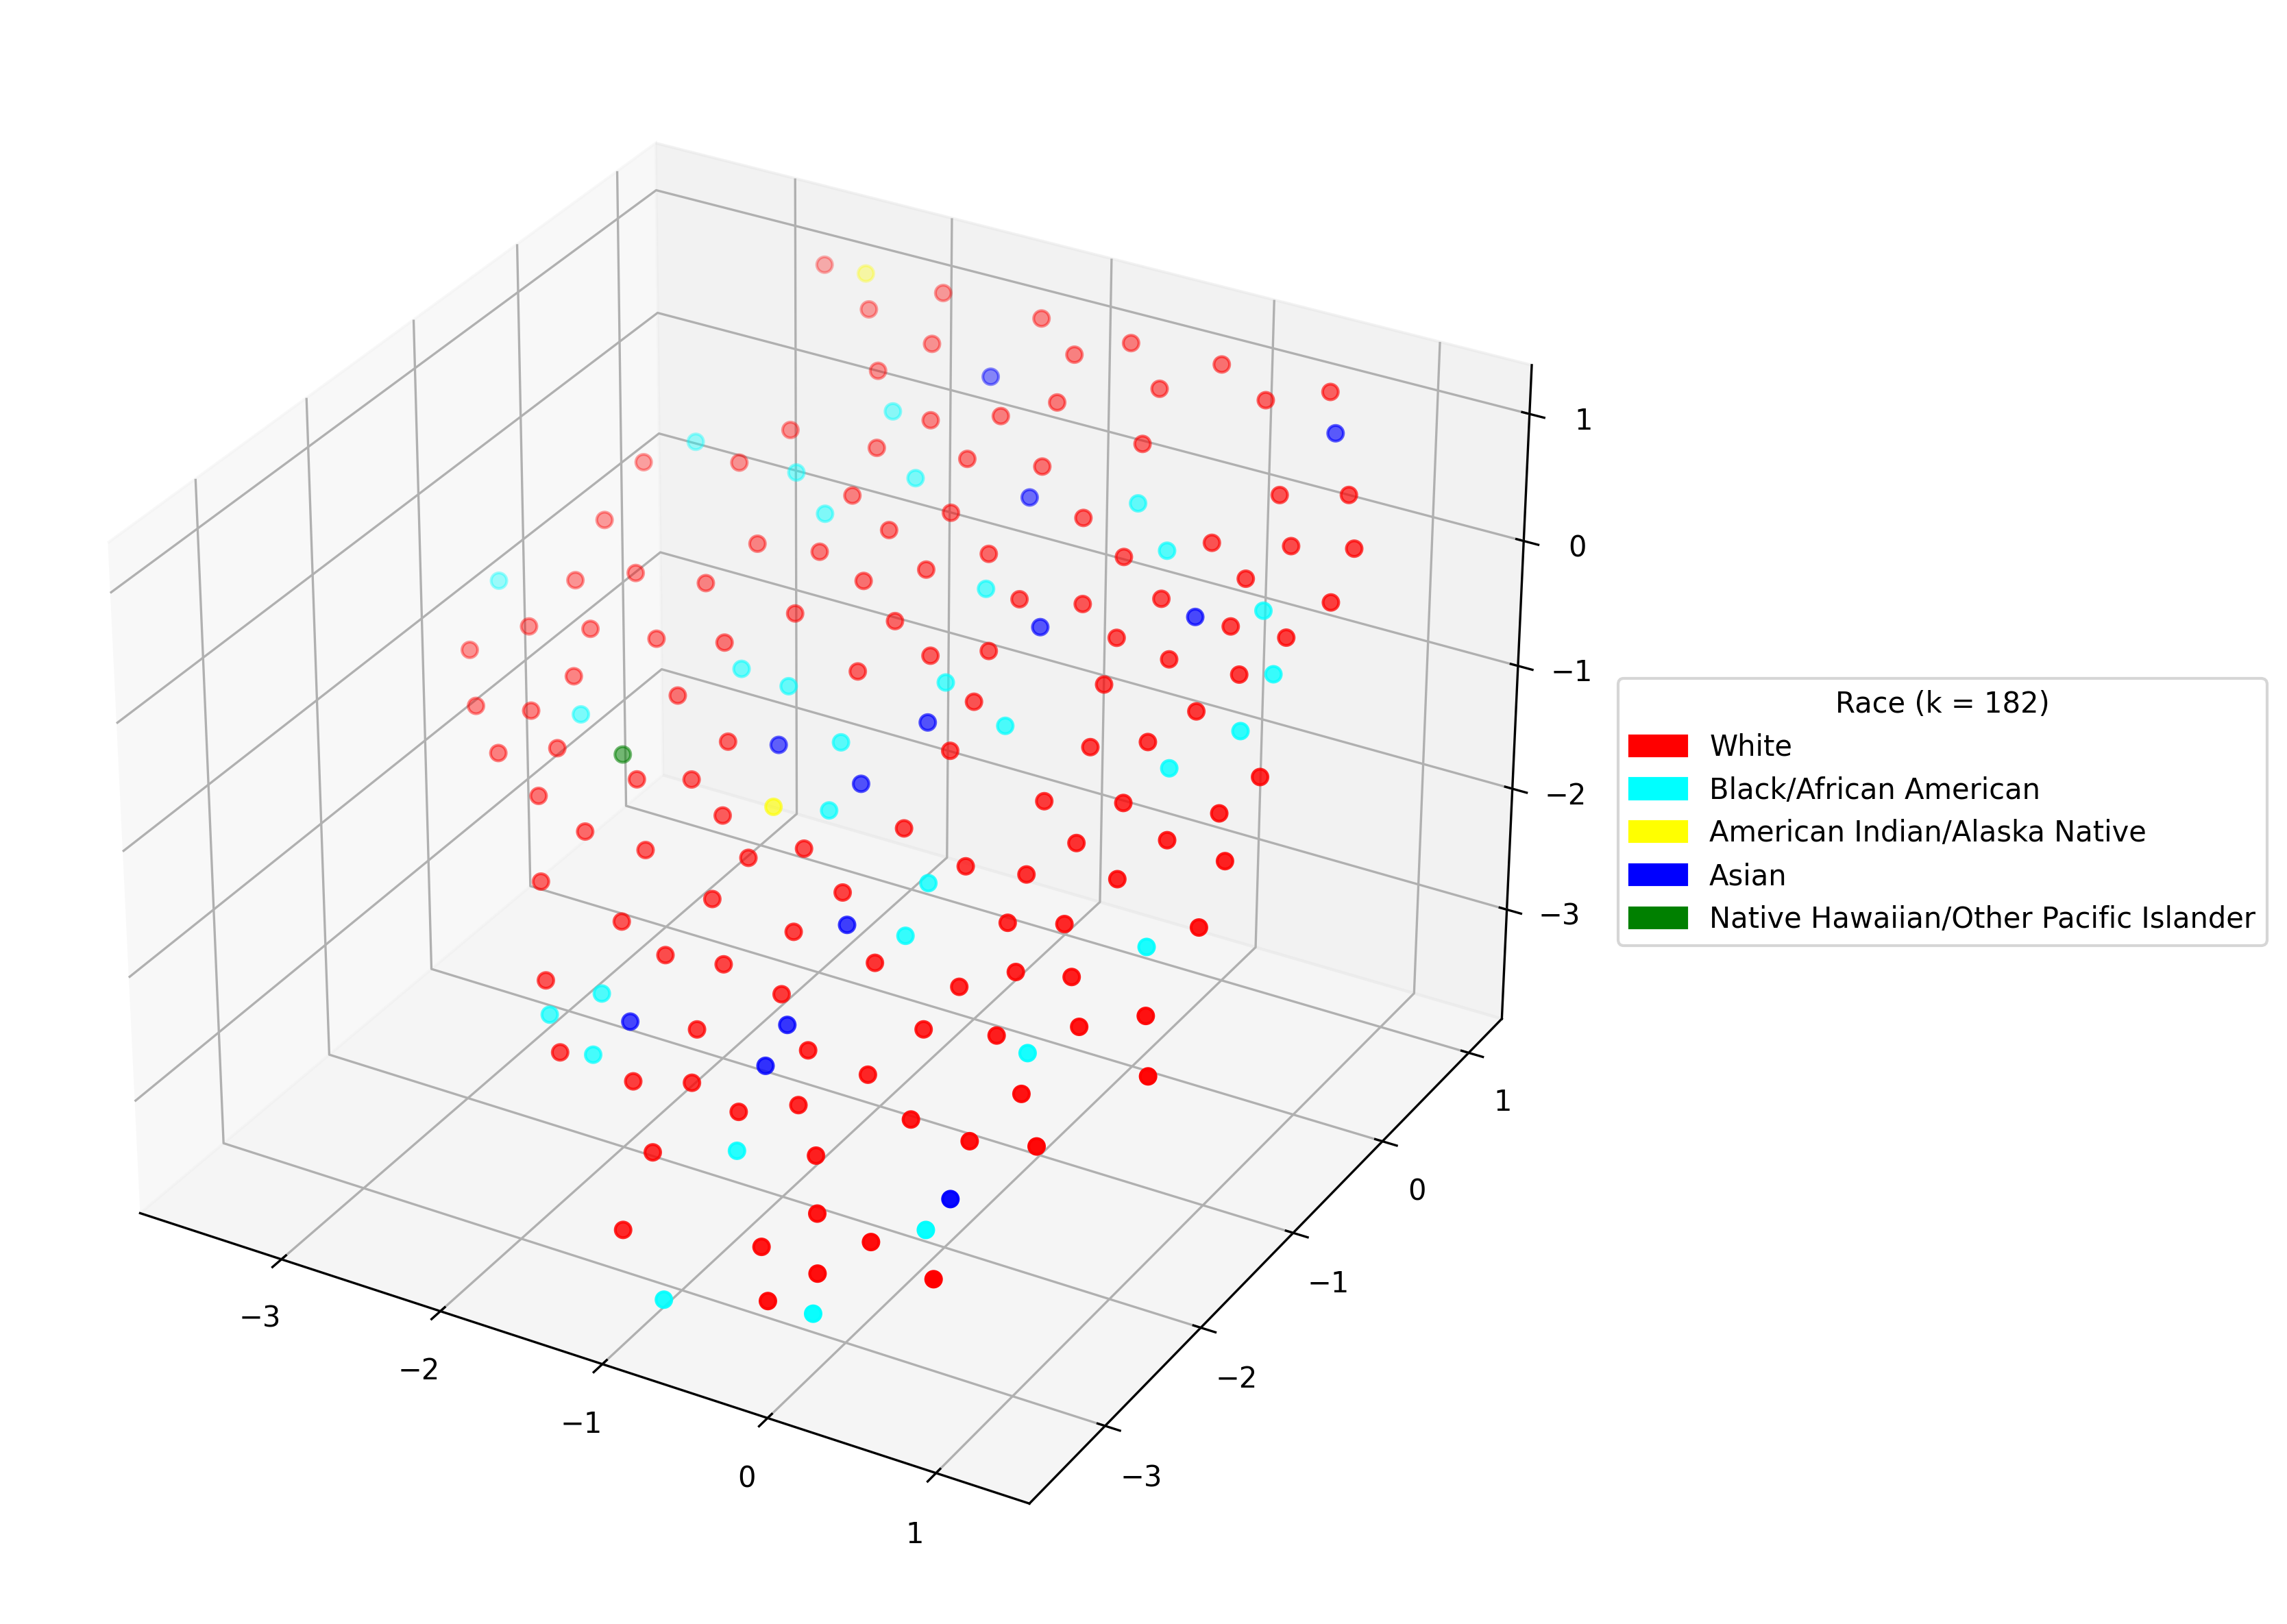 1
0
−1
−2
−3
Race (k = 182)
White
Black/African American
American Indian/Alaska Native
Asian
Native Hawaiian/Other Pacific Islander
1
0
−1
−2
−3
−3
−2
−1
0
1